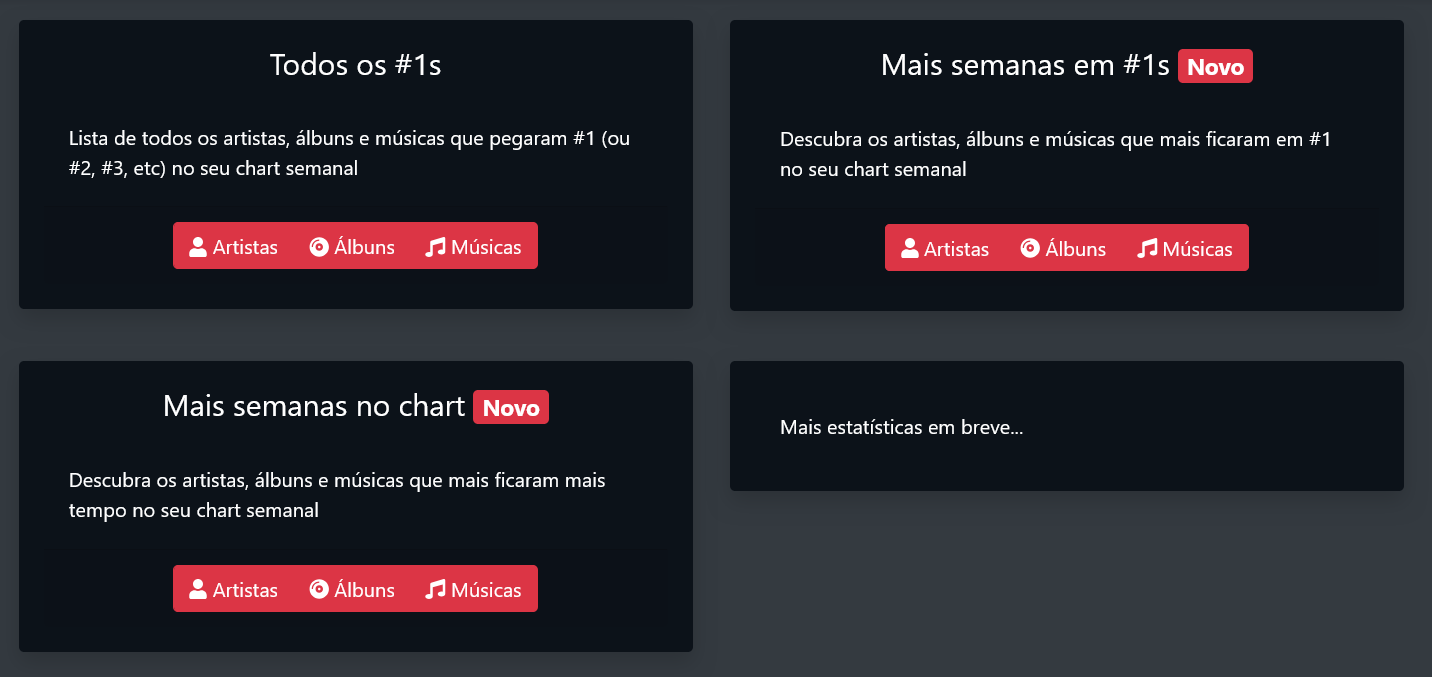 Todos os #1s
Lista de todos os artistas, álbuns e músicas que pegaram #1 (ou
#2, #3, etc) no seu chart semanal
Artistas Álbuns Músicas
Mais semanas em #1s Novo
Descubra os artistas, álbuns e músicas que mais ficaram em #1
no seu chart semanal
Artistas Álbuns Músicas
Mais semanas no chart Novo
Descubra os artistas, álbuns e músicas que mais ficaram mais
tempo no seu chart semanal
Artistas Álbuns Músicas
Mais estatísticas em breve...